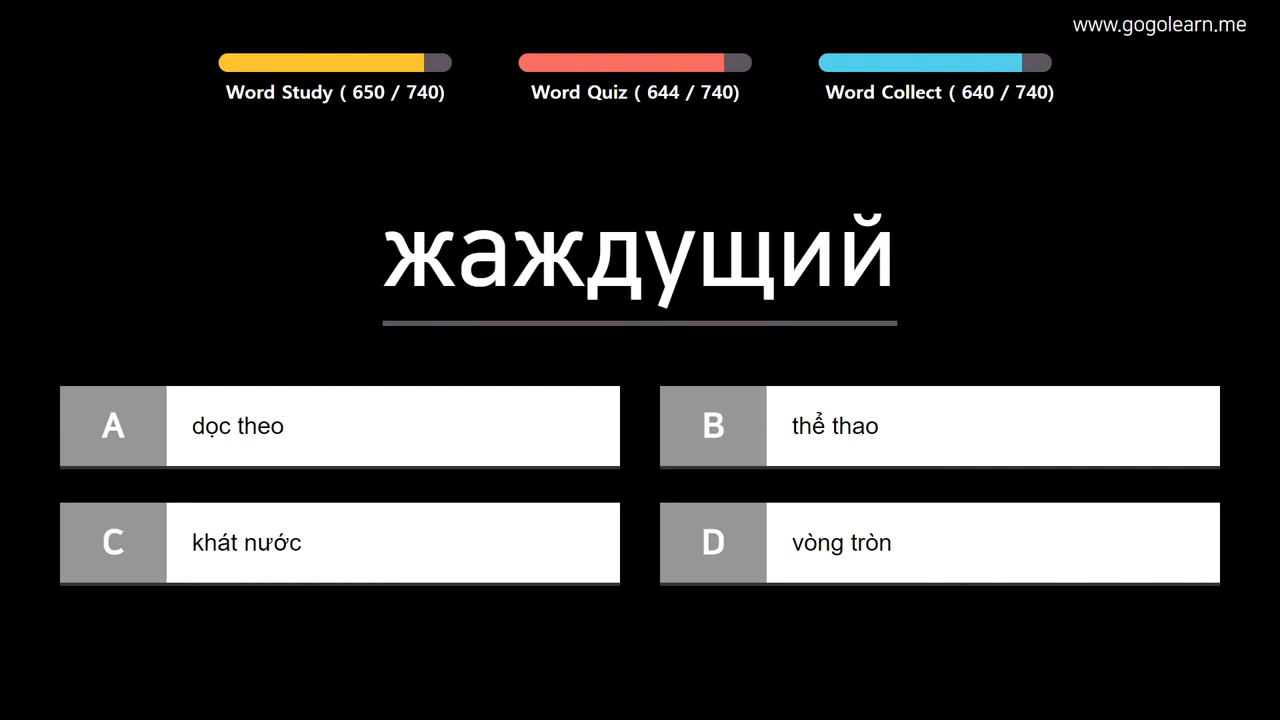 www.gogolearn.me
Word Study ( 650 / 740)
Word Quiz ( 644 / 740)
Word Collect ( 640 / 740)
жаждущий
A dọc theo
B thể thao
C khát nước
D vòng tròn